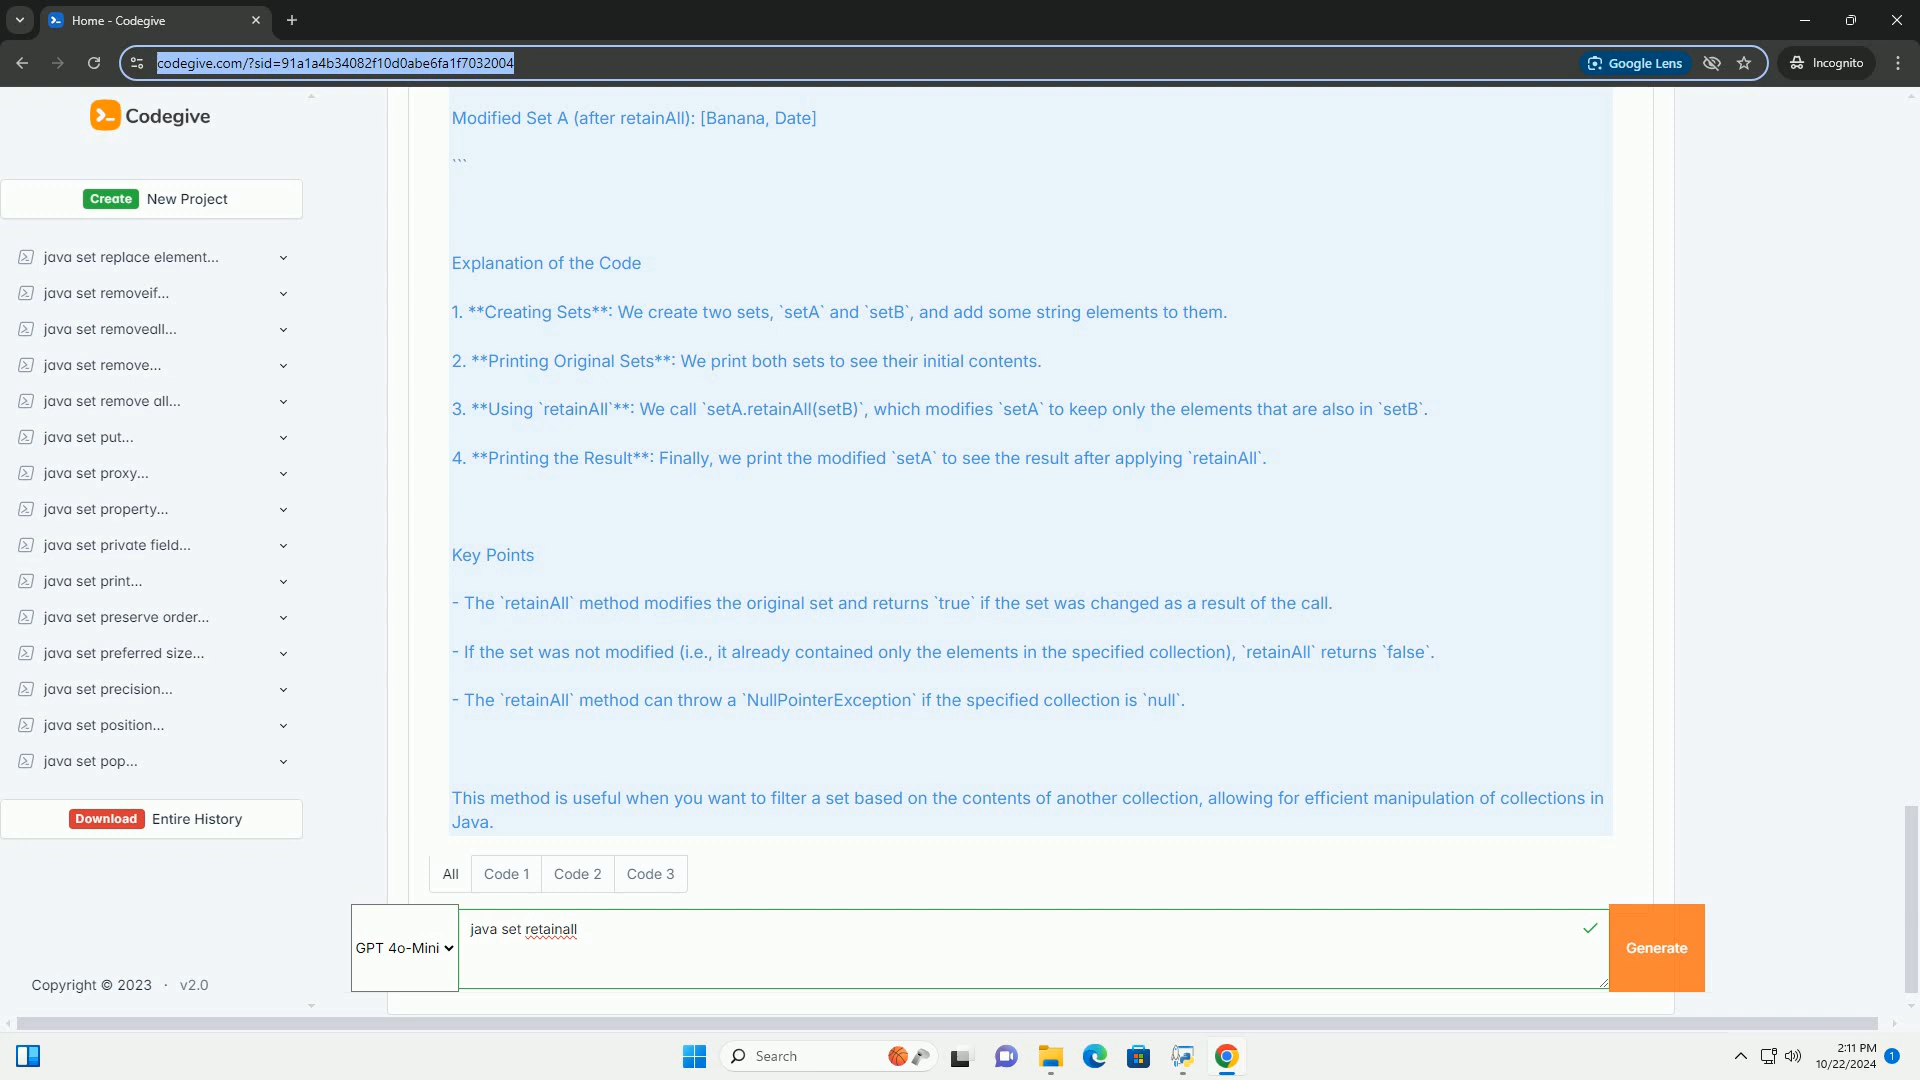 Home - Codegive
codegive.com/?sid=91a1a4b34082f10d0abe6fa1f7032004
Google Lens
Incognito
Codegive
Create New Project
java set replace element...
java set removeif...
java set removeall...
java set remove...
java set remove all...
java set put...
java set proxy...
java set property...
java set private field...
java set print...
java set preserve order...
java set preferred size...
java set precision...
java set position...
java set pop...
Download Entire History
Copyright © 2023 · v2.0
Modified Set A (after retainAll): [Banana, Date]
```
Explanation of the Code
1. **Creating Sets**: We create two sets, `setA` and `setB`, and add some string elements to them.
2. **Printing Original Sets**: We print both sets to see their initial contents.
3. **Using `retainAll`**: We call `setA.retainAll(setB)`, which modifies `setA` to keep only the elements that are also in `setB`.
4. **Printing the Result**: Finally, we print the modified `setA` to see the result after applying `retainAll`.
Key Points
- The `retainAll` method modifies the original set and returns `true` if the set was changed as a result of the call.
- If the set was not modified (i.e., it already contained only the elements in the specified collection), `retainAll` returns `false`.
- The `retainAll` method can throw a `NullPointerException` if the specified collection is `null`.
This method is useful when you want to filter a set based on the contents of another collection, allowing for efficient manipulation of collections in
Java.
All Code 1 Code 2 Code 3
GPT 4o-Mini
java set retainall
Generate
Search
2:11 PM
10/22/2024
1